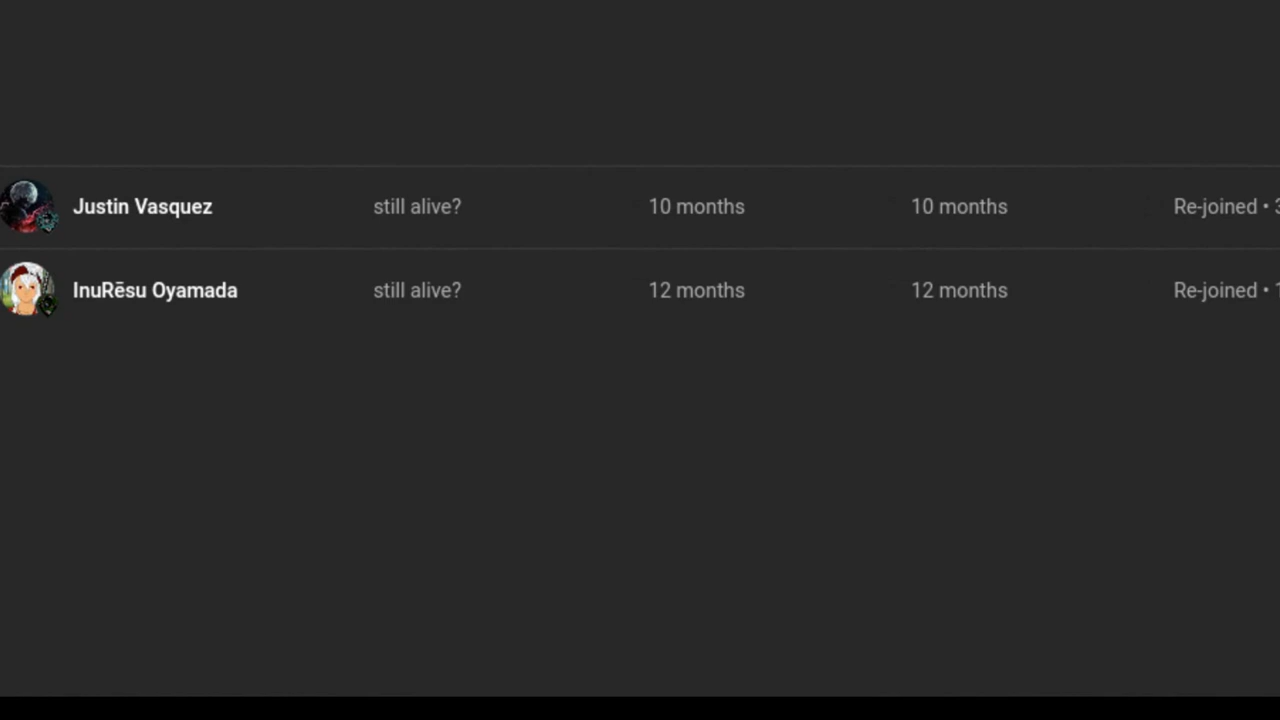 Justin Vasquez still alive? 10 months 10 months Re-joined •
InuRēsu Oyamada still alive? 12 months 12 months Re-joined •